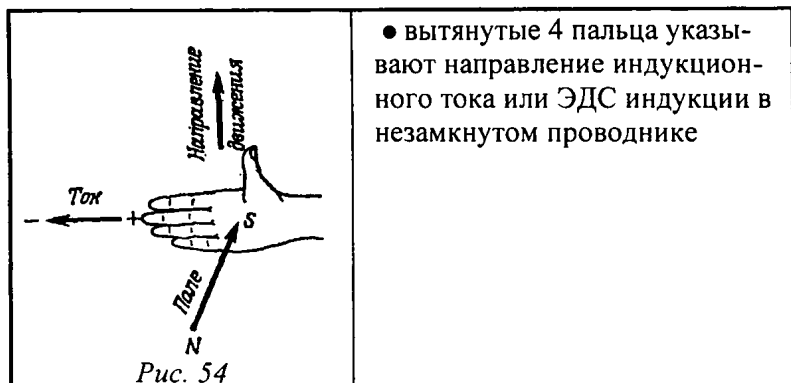 Направление
движения
Ток
- +
S
Поле
N
Рис. 54
● вытянутые 4 пальца указы-
вают направление индукцион-
ного тока или ЭДС индукции в
незамкнутом проводнике